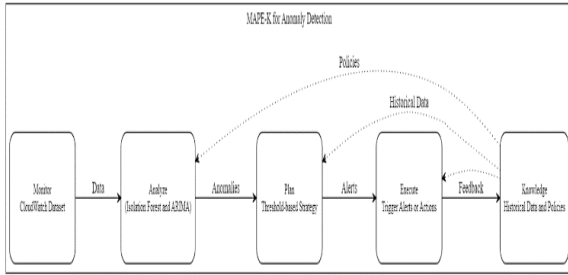 MAPE-K for Anomoly Detection
Policies
Historical Data
Monitor
CloudWatch Dataset
Data
Analyze
(Isolation Forest and ARIMA)
Anomalies
Plan
Threshold-based Strategy
Alerts
Execute
Trigger Alerts or Actions
Feedback
Knowledge
Historical Data and Policies